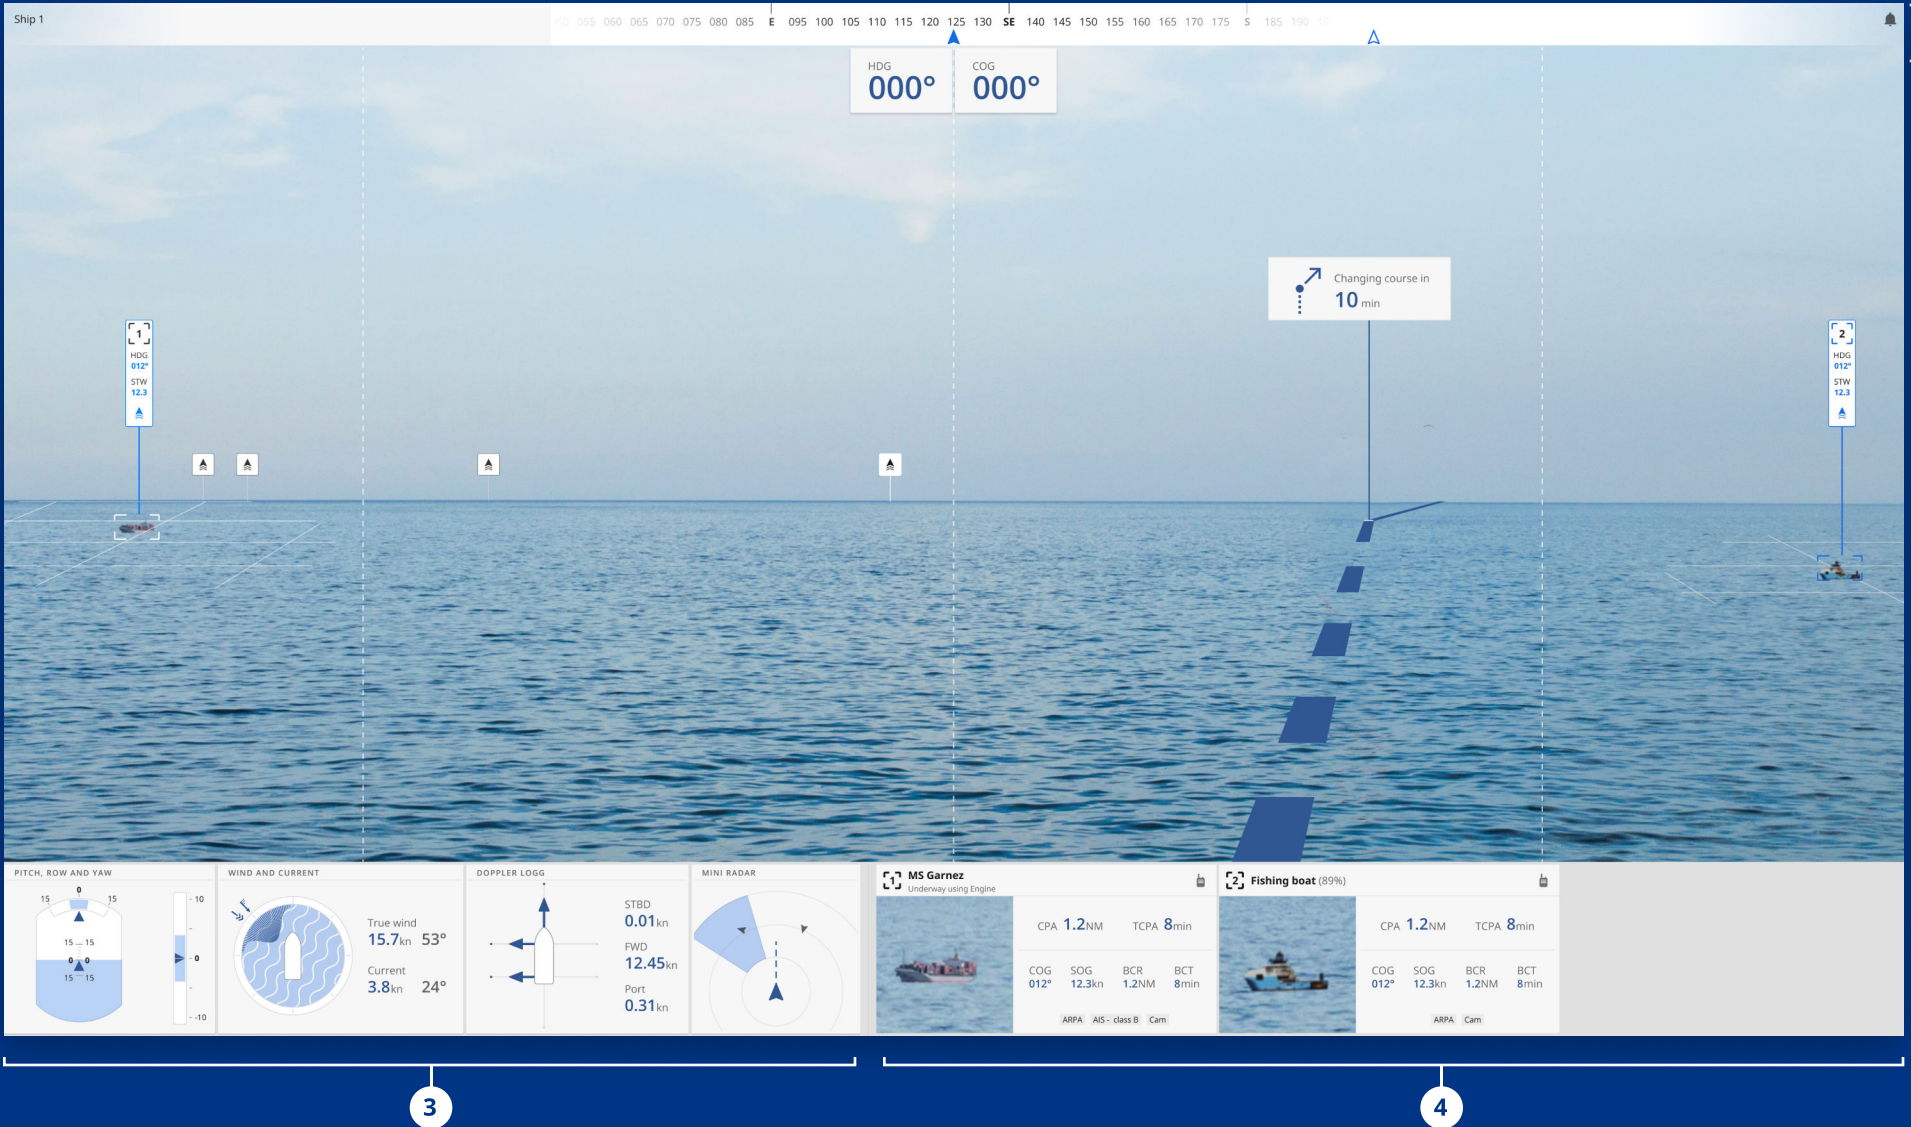 Ship 1
055 060 065 070 075 080 085 E 095 100 105 110 115 120 125 130 SE 140 145 150 155 160 165 170 175 S 185 190
HDG
000°
COG
000°
Changing course in
10 min
1
HDG
012°
STW
12.3
2
HDG
012°
STW
12.3
PITCH, ROW AND YAW
0
15 15
15 15
0 0
15 15
10
0
-10
WIND AND CURRENT
True wind
15.7kn 53°
Current
3.8kn 24°
DOPPLER LOGG
STBD
0.01kn
FWD
12.45kn
Port
0.31kn
MINI RADAR
1 MS Garnez
Underway using Engine
CPA 1.2NM TCPA 8min
COG SOG BCR BCT
012° 12.3kn 1.2NM 8min
ARPA AIS - class B Cam
2 Fishing boat (89%)
CPA 1.2NM TCPA 8min
COG SOG BCR BCT
012° 12.3kn 1.2NM 8min
ARPA Cam
3
4